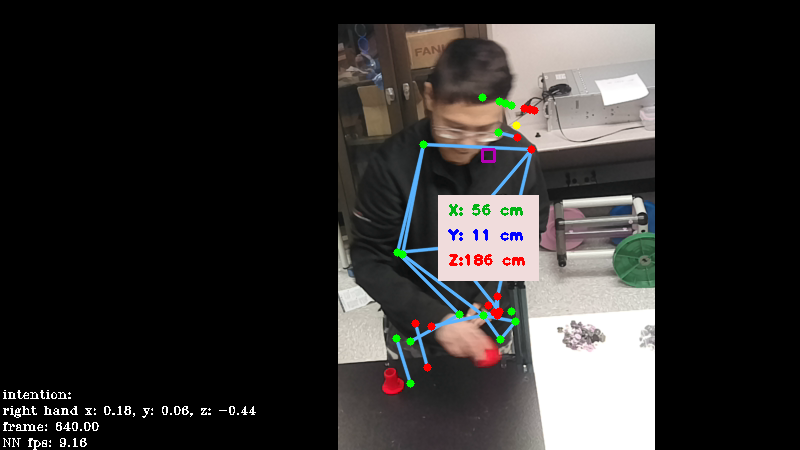 FANU
X: 56 cm
Y: 11 cm
Z:186 cm
intention:
right hand x: 0.18, y: 0.06, z: -0.44
frame: 640.00
NN fps: 9.16